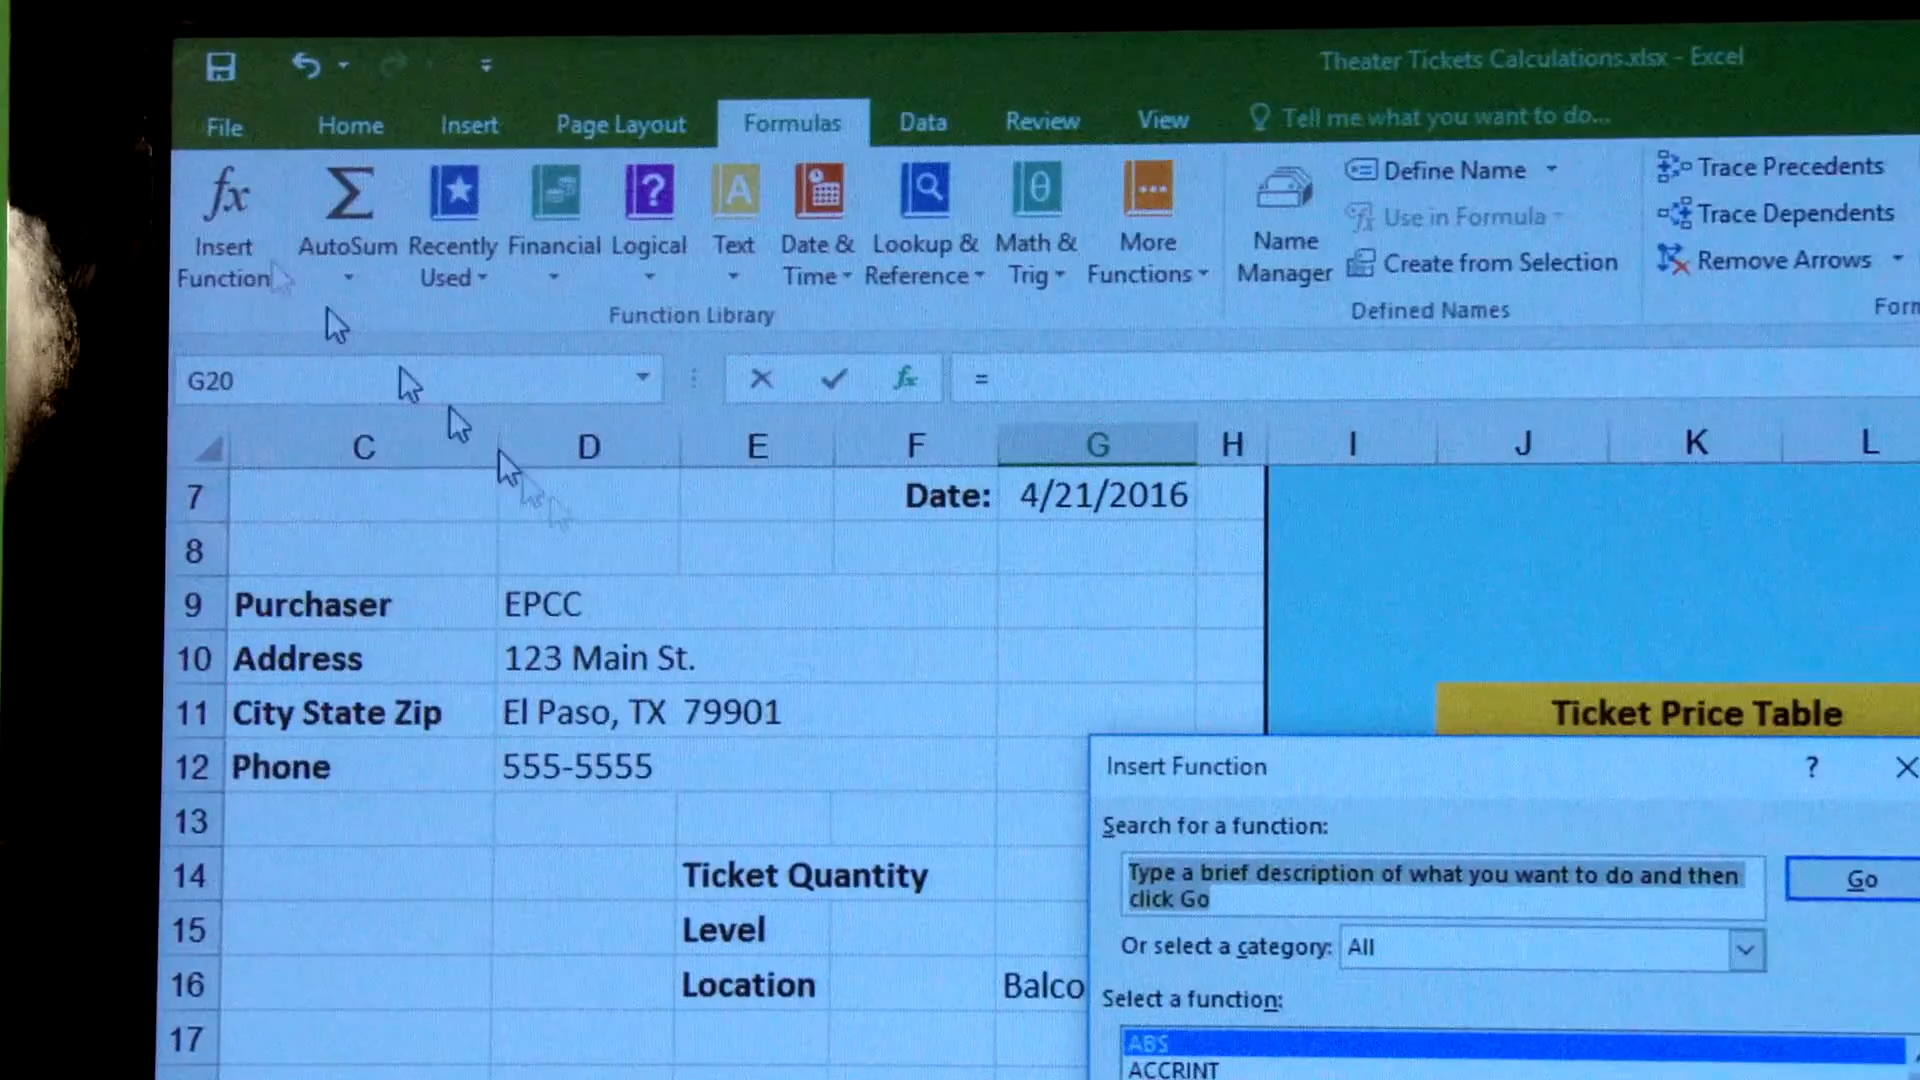 Theater Tickets Calculations.xlsx - Excel
File Home Insert Page Layout Formulas Data Review View Tell me what you want to do...
fx Insert Function
Σ AutoSum
Recently Used
Financial
? Logical
A Text
Date & Time
Lookup & Reference
θ Math & Trig
More Functions
Function Library
Name Manager
Define Name
Use in Formula
Create from Selection
Defined Names
Trace Precedents
Trace Dependents
Remove Arrows
G20 fx =
C D E F G H I J K L
7 Date: 4/21/2016
8
9 Purchaser EPCC
10 Address 123 Main St.
11 City State Zip El Paso, TX 79901
Ticket Price Table
12 Phone 555-5555
13
14 Ticket Quantity
15 Level
16 Location Balco
17
Insert Function ?
Search for a function:
Type a brief description of what you want to do and then
click Go
Go
Or select a category: All
Select a function:
ABS
ACCRINT